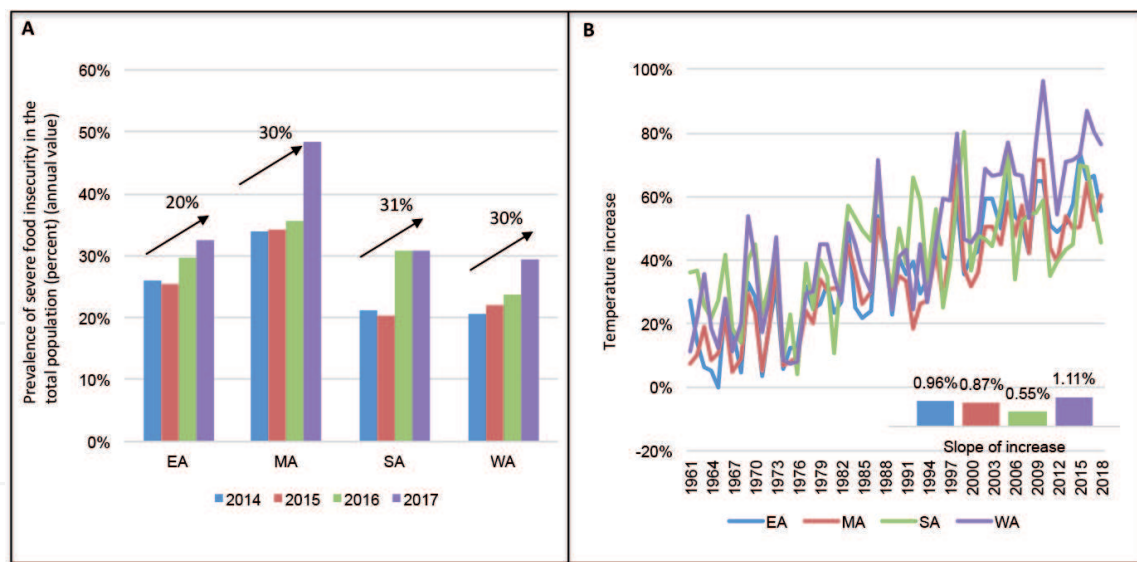 A
Prevalence of severe food insecurity in the
total population (percent) (annual value)
60%
50%
40%
30%
20%
10%
0%
20%
30%
31%
30%
EA MA SA WA
2014 2015 2016 2017
B
Temperature increase
100%
80%
60%
40%
20%
0%
-20%
0.96% 0.87% 0.55% 1.11%
Slope of increase
1961 1964 1967 1970 1973 1976 1979 1982 1985 1988 1991 1994 1997 2000 2003 2006 2009 2012 2015 2018
EA MA SA WA